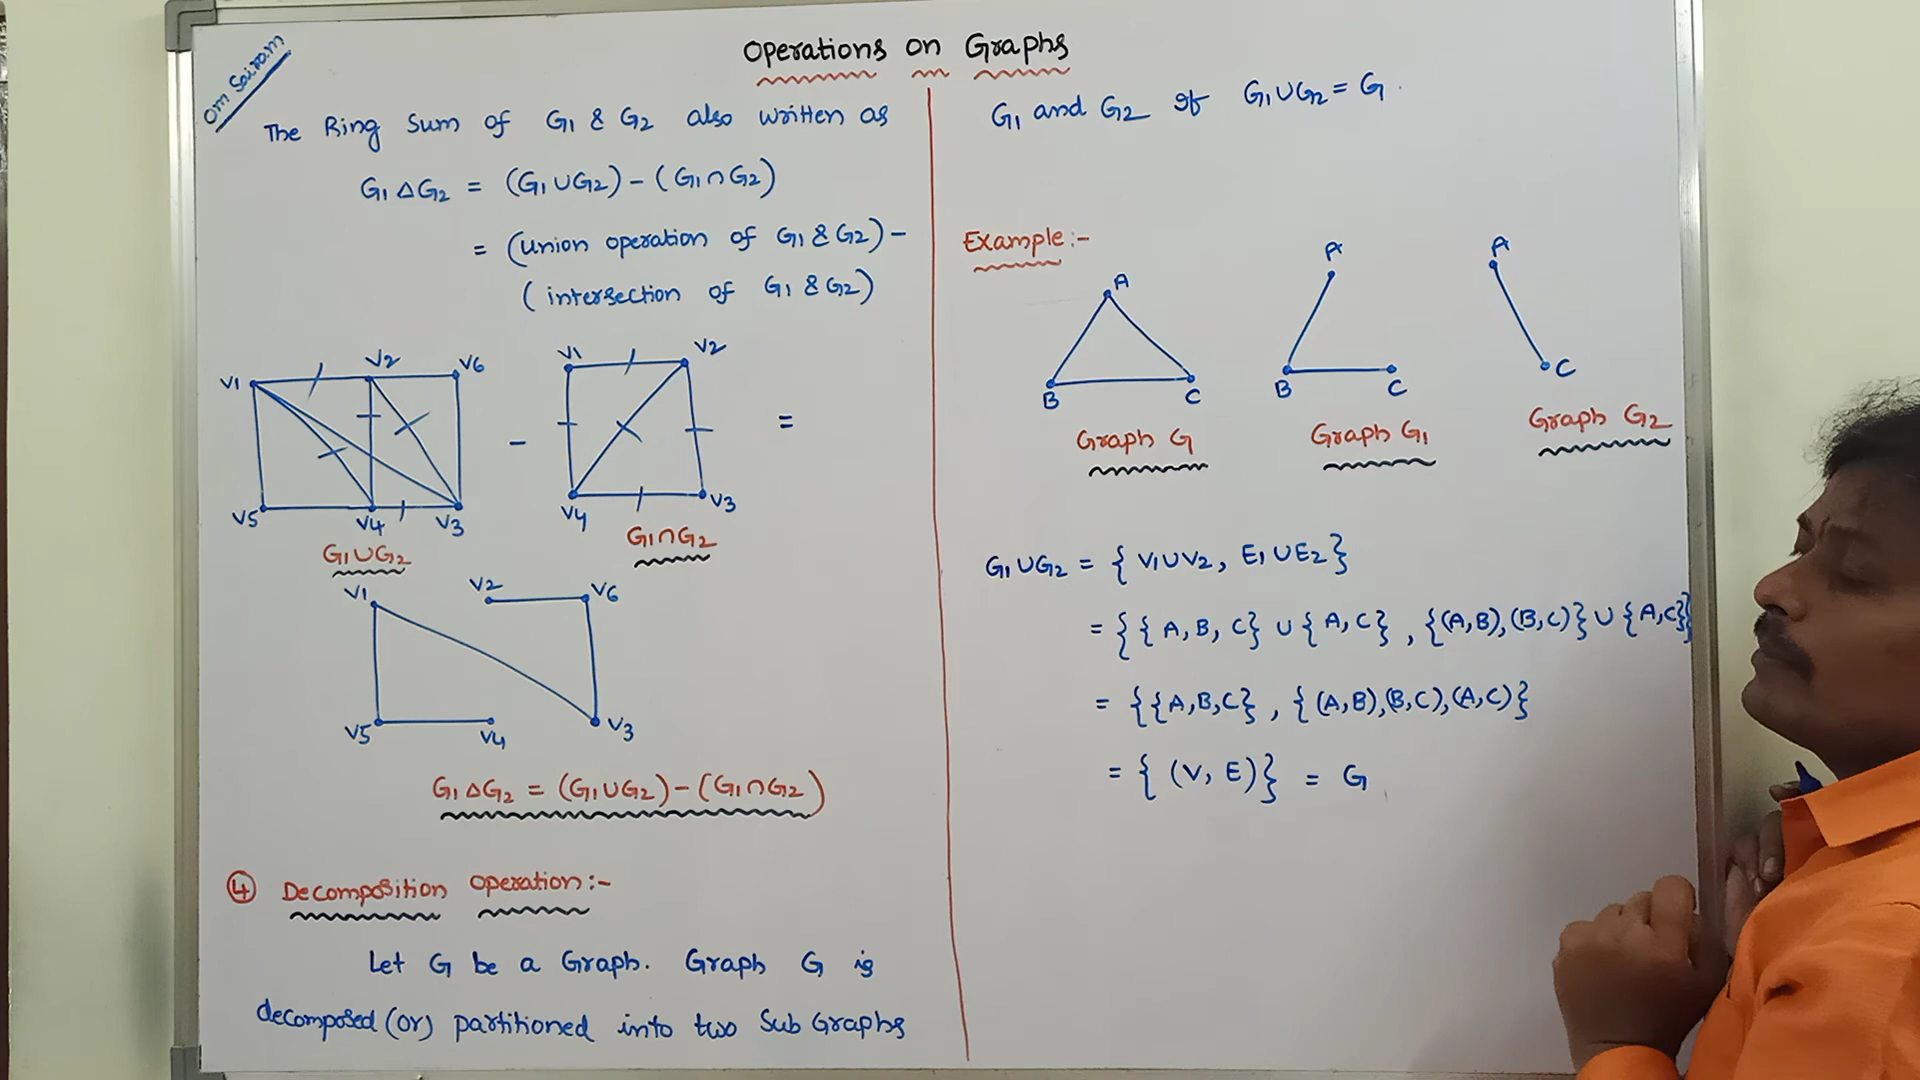 Om Sairam
Operations on Graphs
The Ring Sum of G1 & G2 also written as
G1 ∆ G2 = (G1 ∪ G2) - (G1 ∩ G2)
= (union operation of G1 & G2) -
(intersection of G1 & G2)
V1 V2 V6
V5 V4 V3
G1 ∪ G2
-
V1 V2
V4 V3
G1 ∩ G2
=
V1 V2 V6
V5 V4 V3
G1 ∆ G2 = (G1 ∪ G2) - (G1 ∩ G2)
4 Decomposition operation :-
Let G be a Graph. Graph G is
decomposed (or) partitioned into two Sub Graphs
G1 and G2 if G1 ∪ G2 = G.
Example :-
A
B C
Graph G
A
B C
Graph G1
A
C
Graph G2
G1 ∪ G2 = { V1 ∪ V2, E1 ∪ E2 }
= { { A, B, C } ∪ { A, C }, {(A,B), (B,C)} ∪ { A,C}}
= { {A,B,C}, { (A,B),(B,C),(A,C) }
= { (V, E)} = G